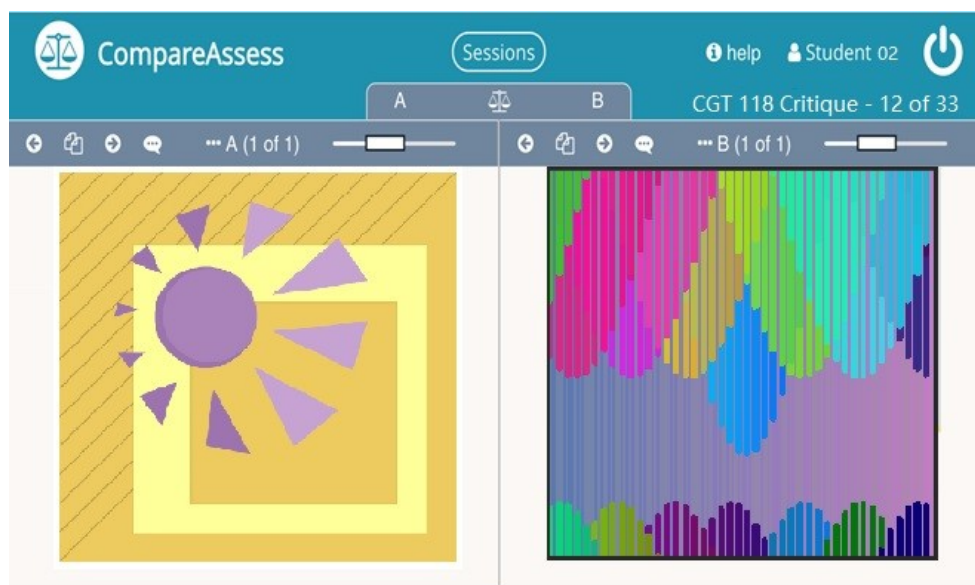 CompareAssess
Sessions
help
Student 02
A
B
CGT 118 Critique - 12 of 33
A (1 of 1)
B (1 of 1)